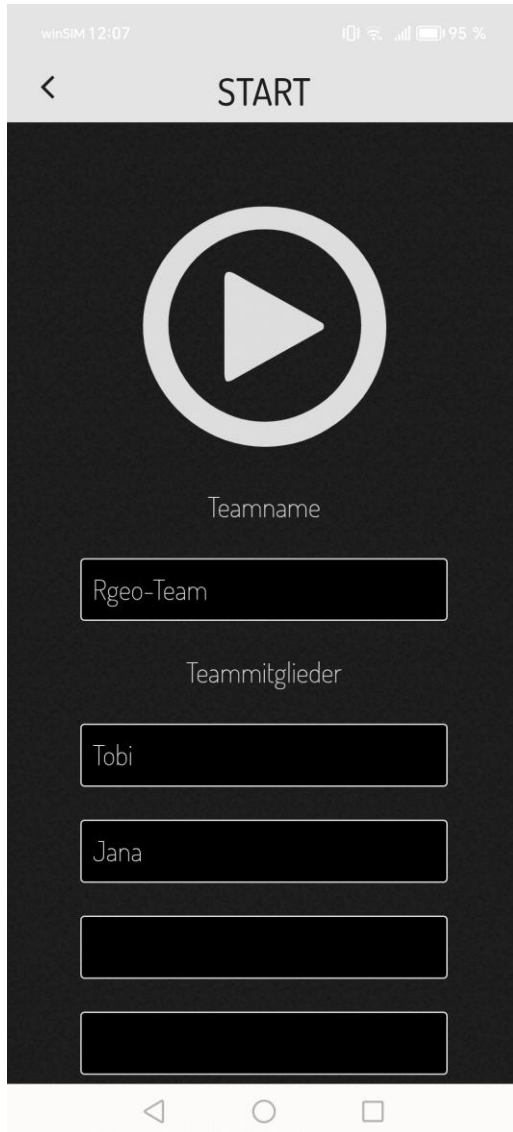 winSIM 12:07 95 %
START
Teamname
Rgeo-Team
Teammitglieder
Tobi
Jana